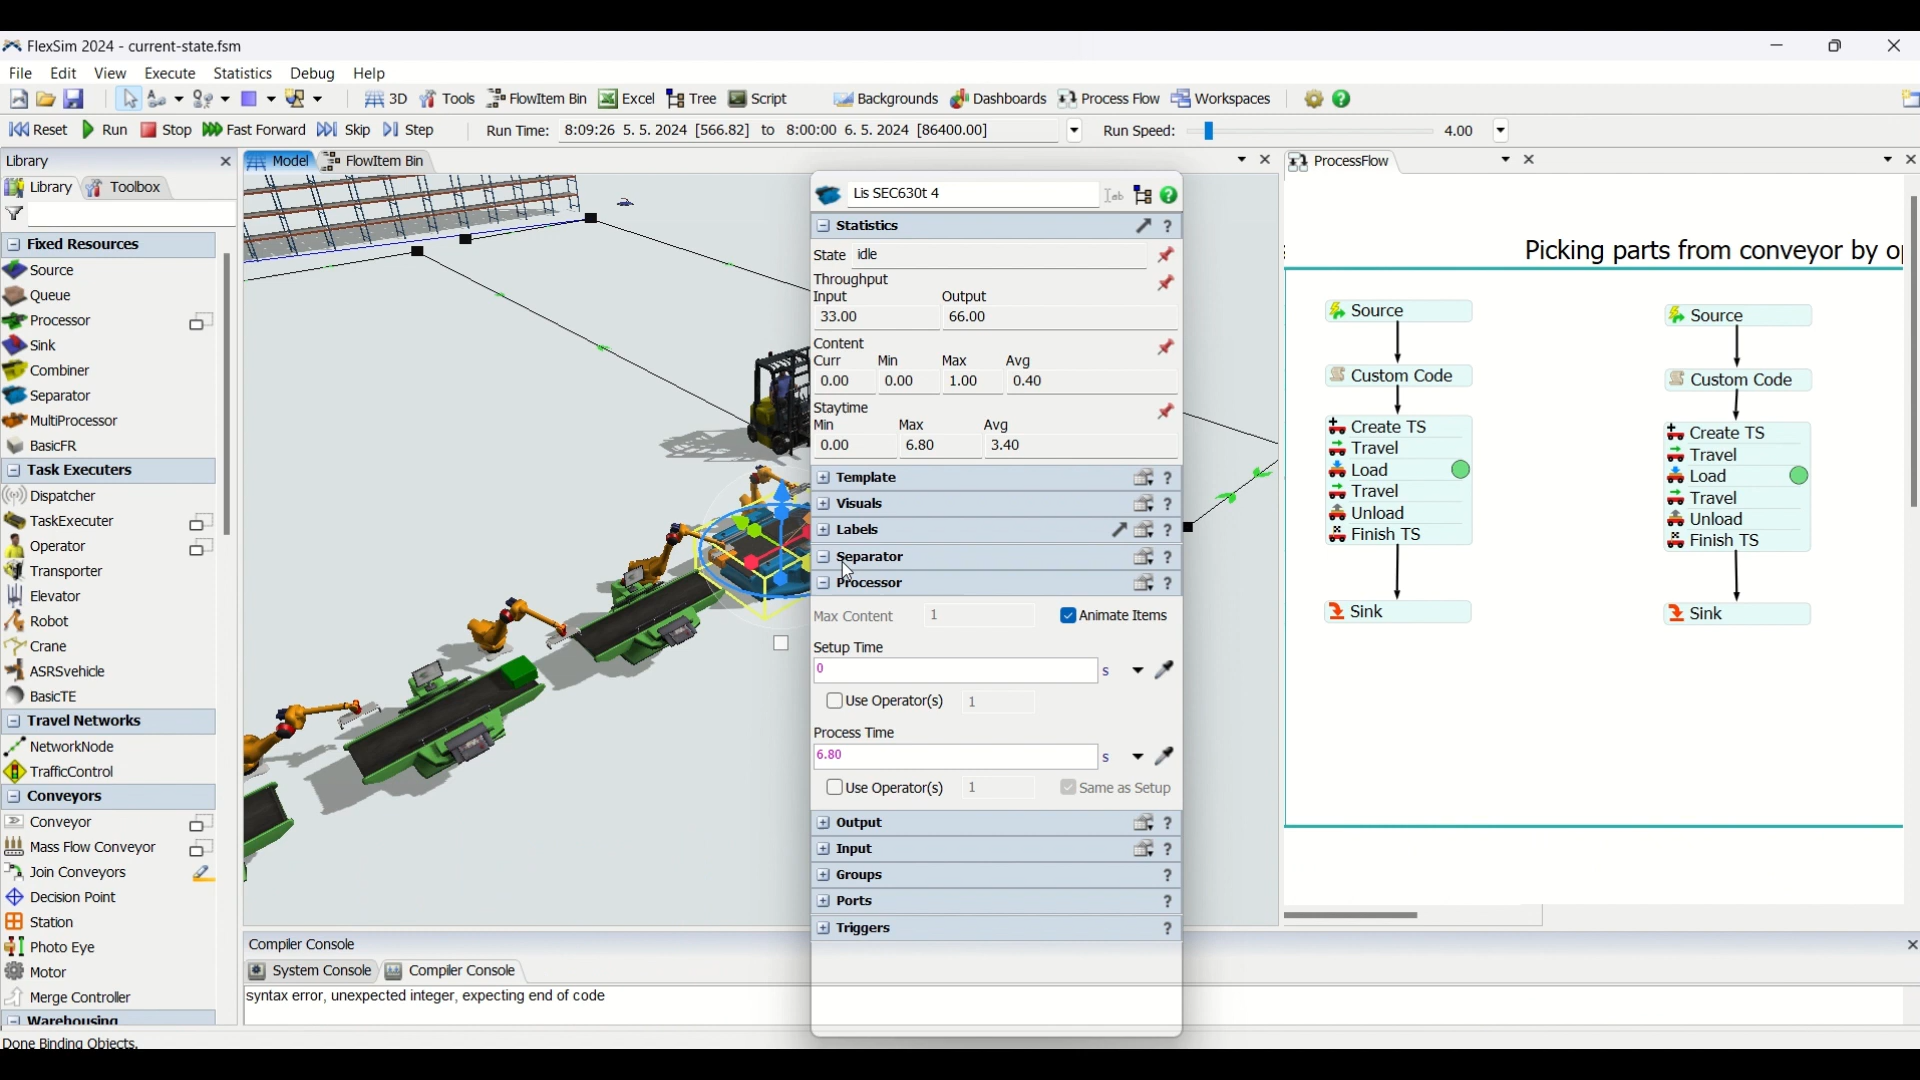 FlexSim 2024 - current-state.fsm
File Edit View Execute Statistics Debug Help
3D Tools FlowItem Bin Excel Tree Script Backgrounds Dashboards Process Flow Workspaces
Reset Run Stop Fast Forward Skip Step Run Time: 8:09:26 5. 5. 2024 [566.82] to 8:00:00 6. 5. 2024 [86400.00] Run Speed: 4.00
Library
Library Toolbox
Fixed Resources
Source
Queue
Processor
Sink
Combiner
Separator
MultiProcessor
BasicFR
Task Executers
Dispatcher
TaskExecuter
Operator
Transporter
Elevator
Robot
Crane
ASRSvehicle
BasicTE
Travel Networks
NetworkNode
TrafficControl
Conveyors
Conveyor
Mass Flow Conveyor
Join Conveyors
Decision Point
Station
Photo Eye
Motor
Merge Controller
Warehousing
Model FlowItem Bin
Lis SEC630t 4
Statistics
State idle
Throughput
Input Output
33.00 66.00
Content
Curr Min Max Avg
0.00 0.00 1.00 0.40
Staytime
Min Max Avg
0.00 6.80 3.40
Template
Visuals
Labels
Separator
Processor
Max Content 1 Animate Items
Setup Time
0 s
Use Operator(s) 1
Process Time
6.80 s
Use Operator(s) 1 Same as Setup
Output
Input
Groups
Ports
Triggers
ProcessFlow
Picking parts from conveyor by
Source
Custom Code
Create TS
Travel
Load
Travel
Unload
Finish TS
Sink
Source
Custom Code
Create TS
Travel
Load
Travel
Unload
Finish TS
Sink
Compiler Console
System Console Compiler Console
syntax error, unexpected integer, expecting end of code
Done Binding Objects.